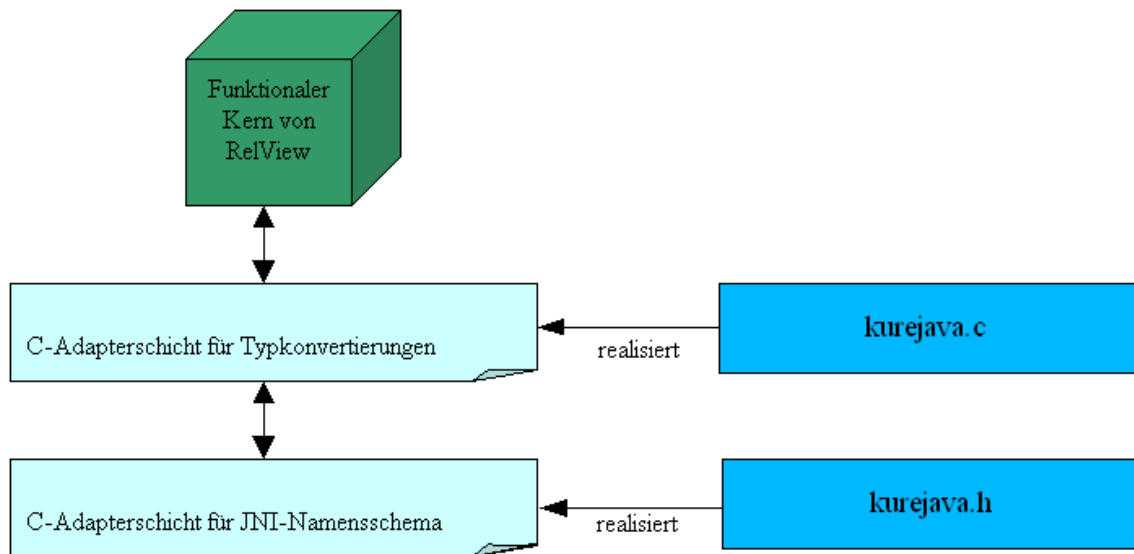 Funktionaler
Kern von
RelView
C-Adapterschicht für Typkonvertierungen
realisiert
kurejava.c
C-Adapterschicht für JNI-Namensschema
realisiert
kurejava.h